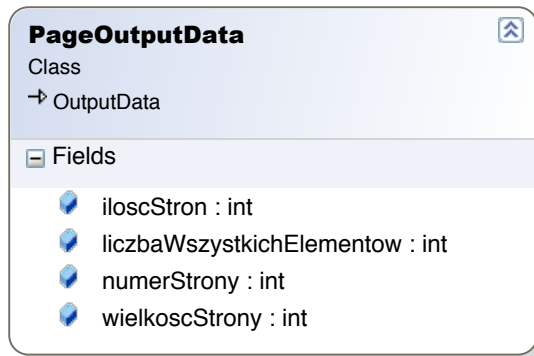 PageOutputData
Class
OutputData
Fields
iloscStron : int
liczbaWszystkichElementow : int
numerStrony : int
wielkoscStrony : int